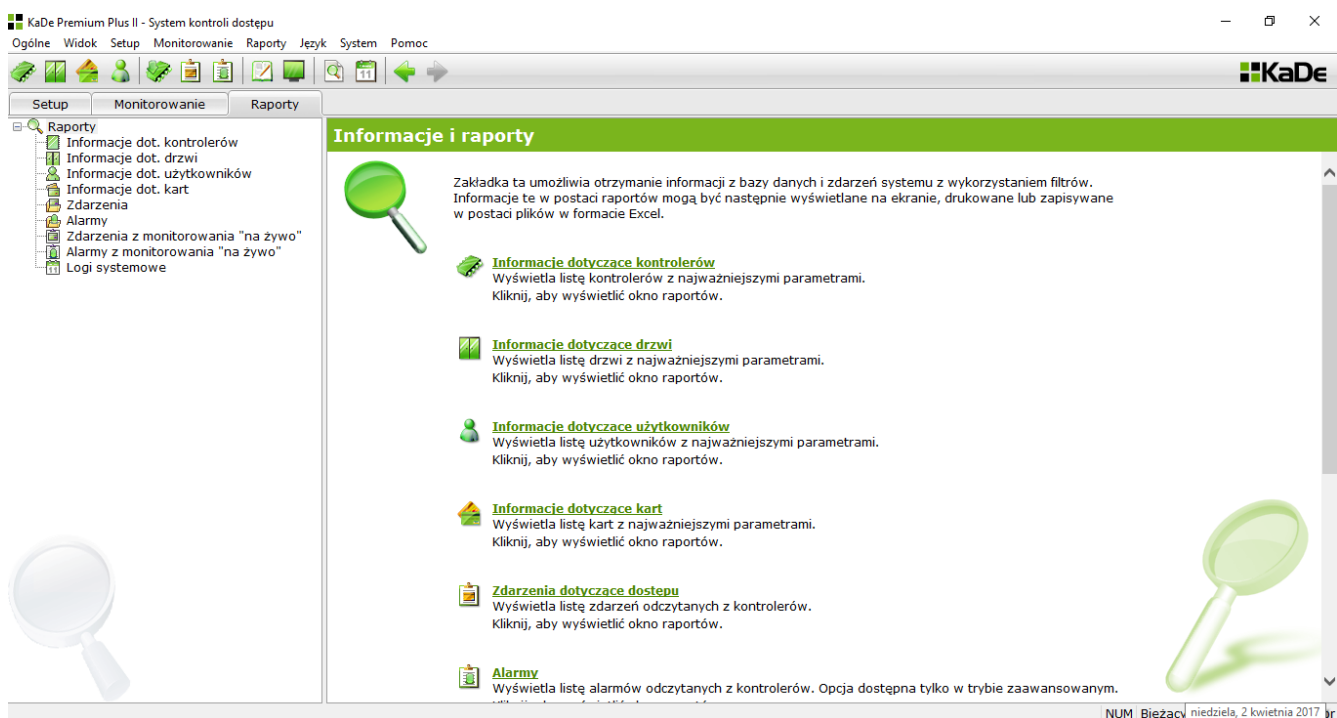 KaDe Premium Plus II - System kontroli dostępu
Ogólne Widok Setup Monitorowanie Raporty Język System Pomoc
11
KaDe
Setup Monitorowanie Raporty
Raporty
Informacje dot. kontrolerów
Informacje dot. drzwi
Informacje dot. użytkowników
Informacje dot. kart
Zdarzenia
Alarmy
Zdarzenia z monitorowania "na żywo"
Alarmy z monitorowania "na żywo"
Logi systemowe
Informacje i raporty
Zakładka ta umożliwia otrzymanie informacji z bazy danych i zdarzeń systemu z wykorzystaniem filtrów.
Informacje te w postaci raportów mogą być następnie wyświetlane na ekranie, drukowane lub zapisywane
w postaci plików w formacie Excel.
Informacje dotyczące kontrolerów
Wyświetla listę kontrolerów z najważniejszymi parametrami.
Kliknij, aby wyświetlić okno raportów.
Informacje dotyczące drzwi
Wyświetla listę drzwi z najważniejszymi parametrami.
Kliknij, aby wyświetlić okno raportów.
Informacje dotyczące użytkowników
Wyświetla listę użytkowników z najważniejszymi parametrami.
Kliknij, aby wyświetlić okno raportów.
Informacje dotyczące kart
Wyświetla listę kart z najważniejszymi parametrami.
Kliknij, aby wyświetlić okno raportów.
Zdarzenia dotyczące dostępu
Wyświetla listę zdarzeń odczytanych z kontrolerów.
Kliknij, aby wyświetlić okno raportów.
Alarmy
Wyświetla listę alarmów odczytanych z kontrolerów. Opcja dostępna tylko w trybie zaawansowanym.
NUM Bieżący niedziela, 2 kwietnia 2017